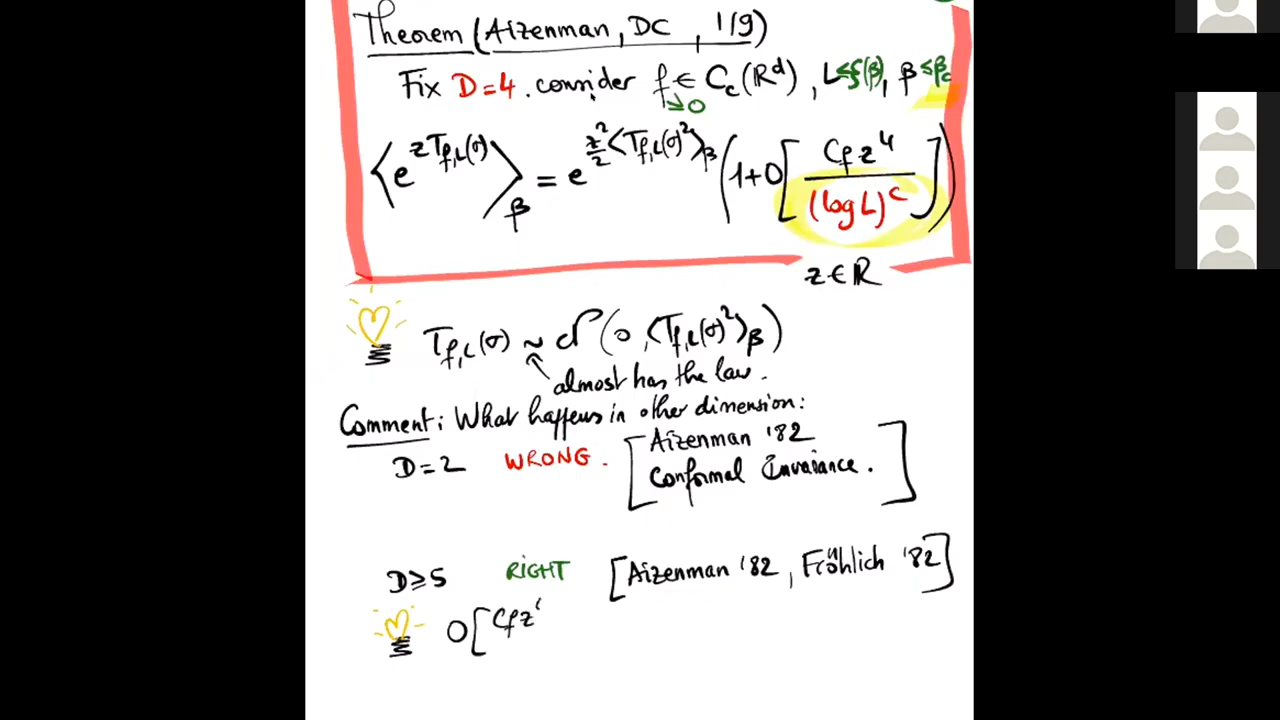 Theorem (Aizenman, DC, '19)
Fix D=4. consider f ∈ C_c(R^d), L≤ξ(β), β≤β_c
≥0
⟨e^{zT_{f,L}(σ)}⟩_β = e^{z²/2 ⟨T_{f,L}(σ)²⟩_β} (1+O[C_f z⁴/(log L)^c])
z∈ℝ
T_{f,L}(σ) ~ N(0, ⟨T_{f,L}(σ)²⟩_β)
almost has the law.
Comment: What happens in other dimension:
D=2 WRONG. [Aizenman '82
Conformal Invaiance.]
D≥5 RIGHT [Aizenman '82, Fröhlich '82]
O[C_f z'